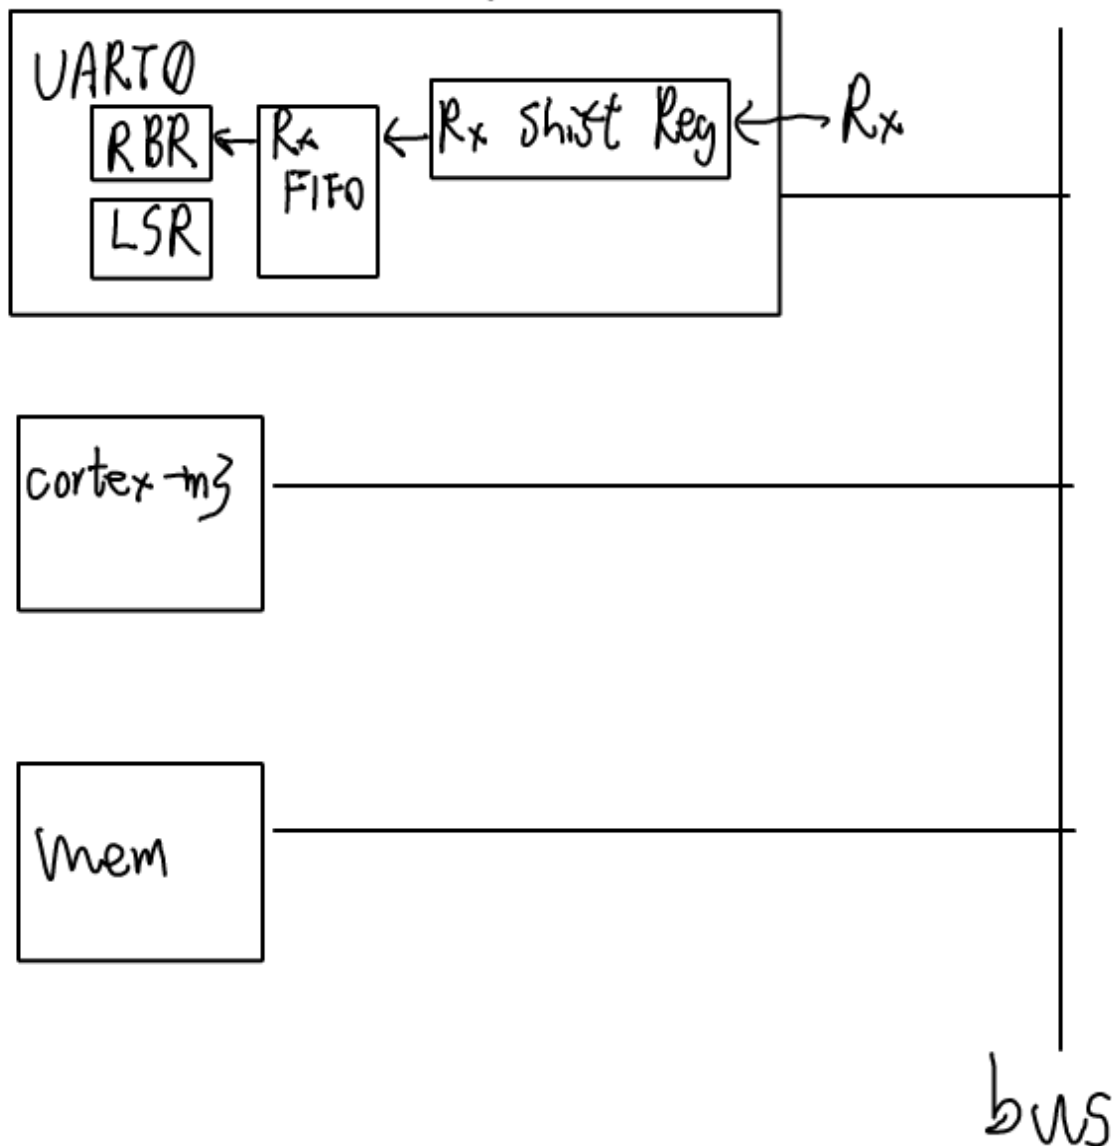 UART0
RBR
Rx
FIFO
Rx Shift Reg
Rx
LSR
cortex-m3
mem
bus